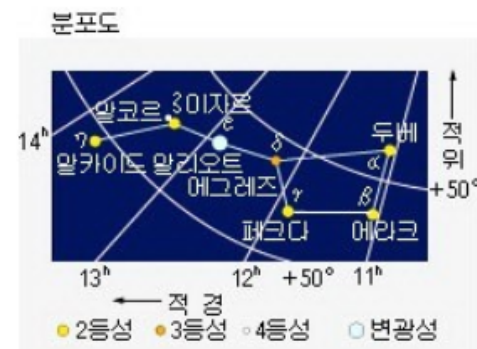 분포도
알코르 ζ 미자르
ε
η
δ
두베
14ʰ
적
위
알카이드 알리오트
α
에그레즈
γ
β
+50°
페크다
메라크
13ʰ 12ʰ +50° 11ʰ
← 적 경
2등성 3등성 4등성 변광성